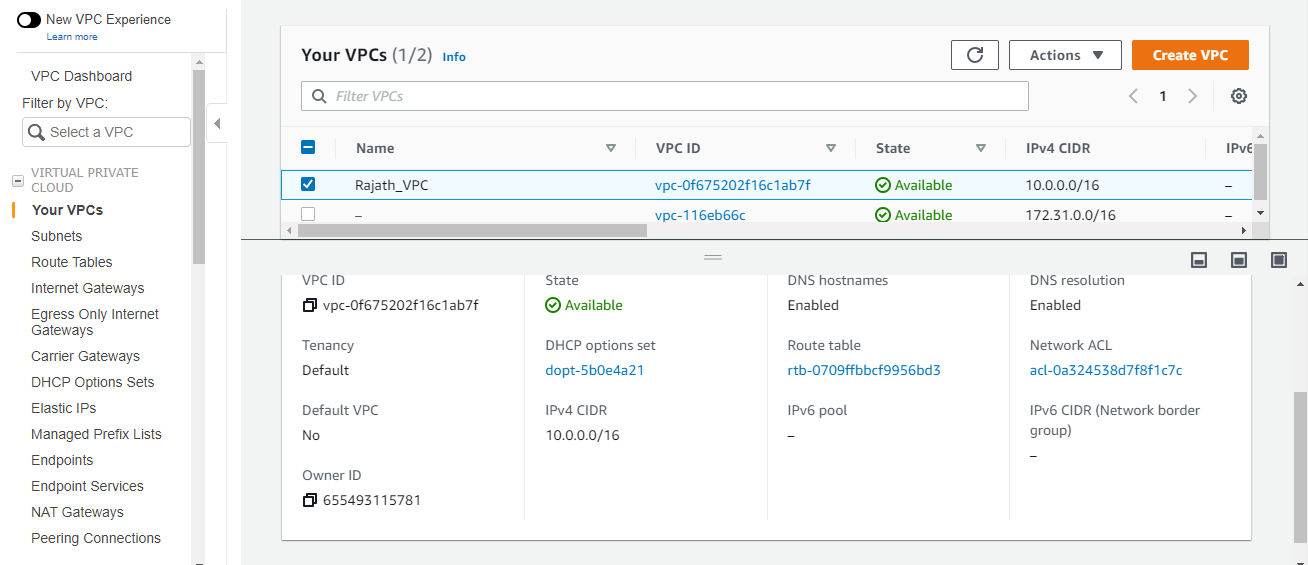 New VPC Experience
Learn more
VPC Dashboard
Filter by VPC:
Select a VPC
VIRTUAL PRIVATE
CLOUD
Your VPCs
Subnets
Route Tables
Internet Gateways
Egress Only Internet
Gateways
Carrier Gateways
DHCP Options Sets
Elastic IPs
Managed Prefix Lists
Endpoints
Endpoint Services
NAT Gateways
Peering Connections
Your VPCs (1/2) Info
Actions
Create VPC
Filter VPCs
1
Name VPC ID State IPv4 CIDR IPv6
Rajath_VPC vpc-0f675202f16c1ab7f Available 10.0.0.0/16 –
– vpc-116eb66c Available 172.31.0.0/16 –
VPC ID State DNS hostnames DNS resolution
vpc-0f675202f16c1ab7f Available Enabled Enabled
Tenancy DHCP options set Route table Network ACL
Default dopt-5b0e4a21 rtb-0709ffbbcf9956bd3 acl-0a324538d7f8f1c7c
Default VPC IPv4 CIDR IPv6 pool IPv6 CIDR (Network border
group)
No 10.0.0.0/16 –
–
Owner ID
655493115781